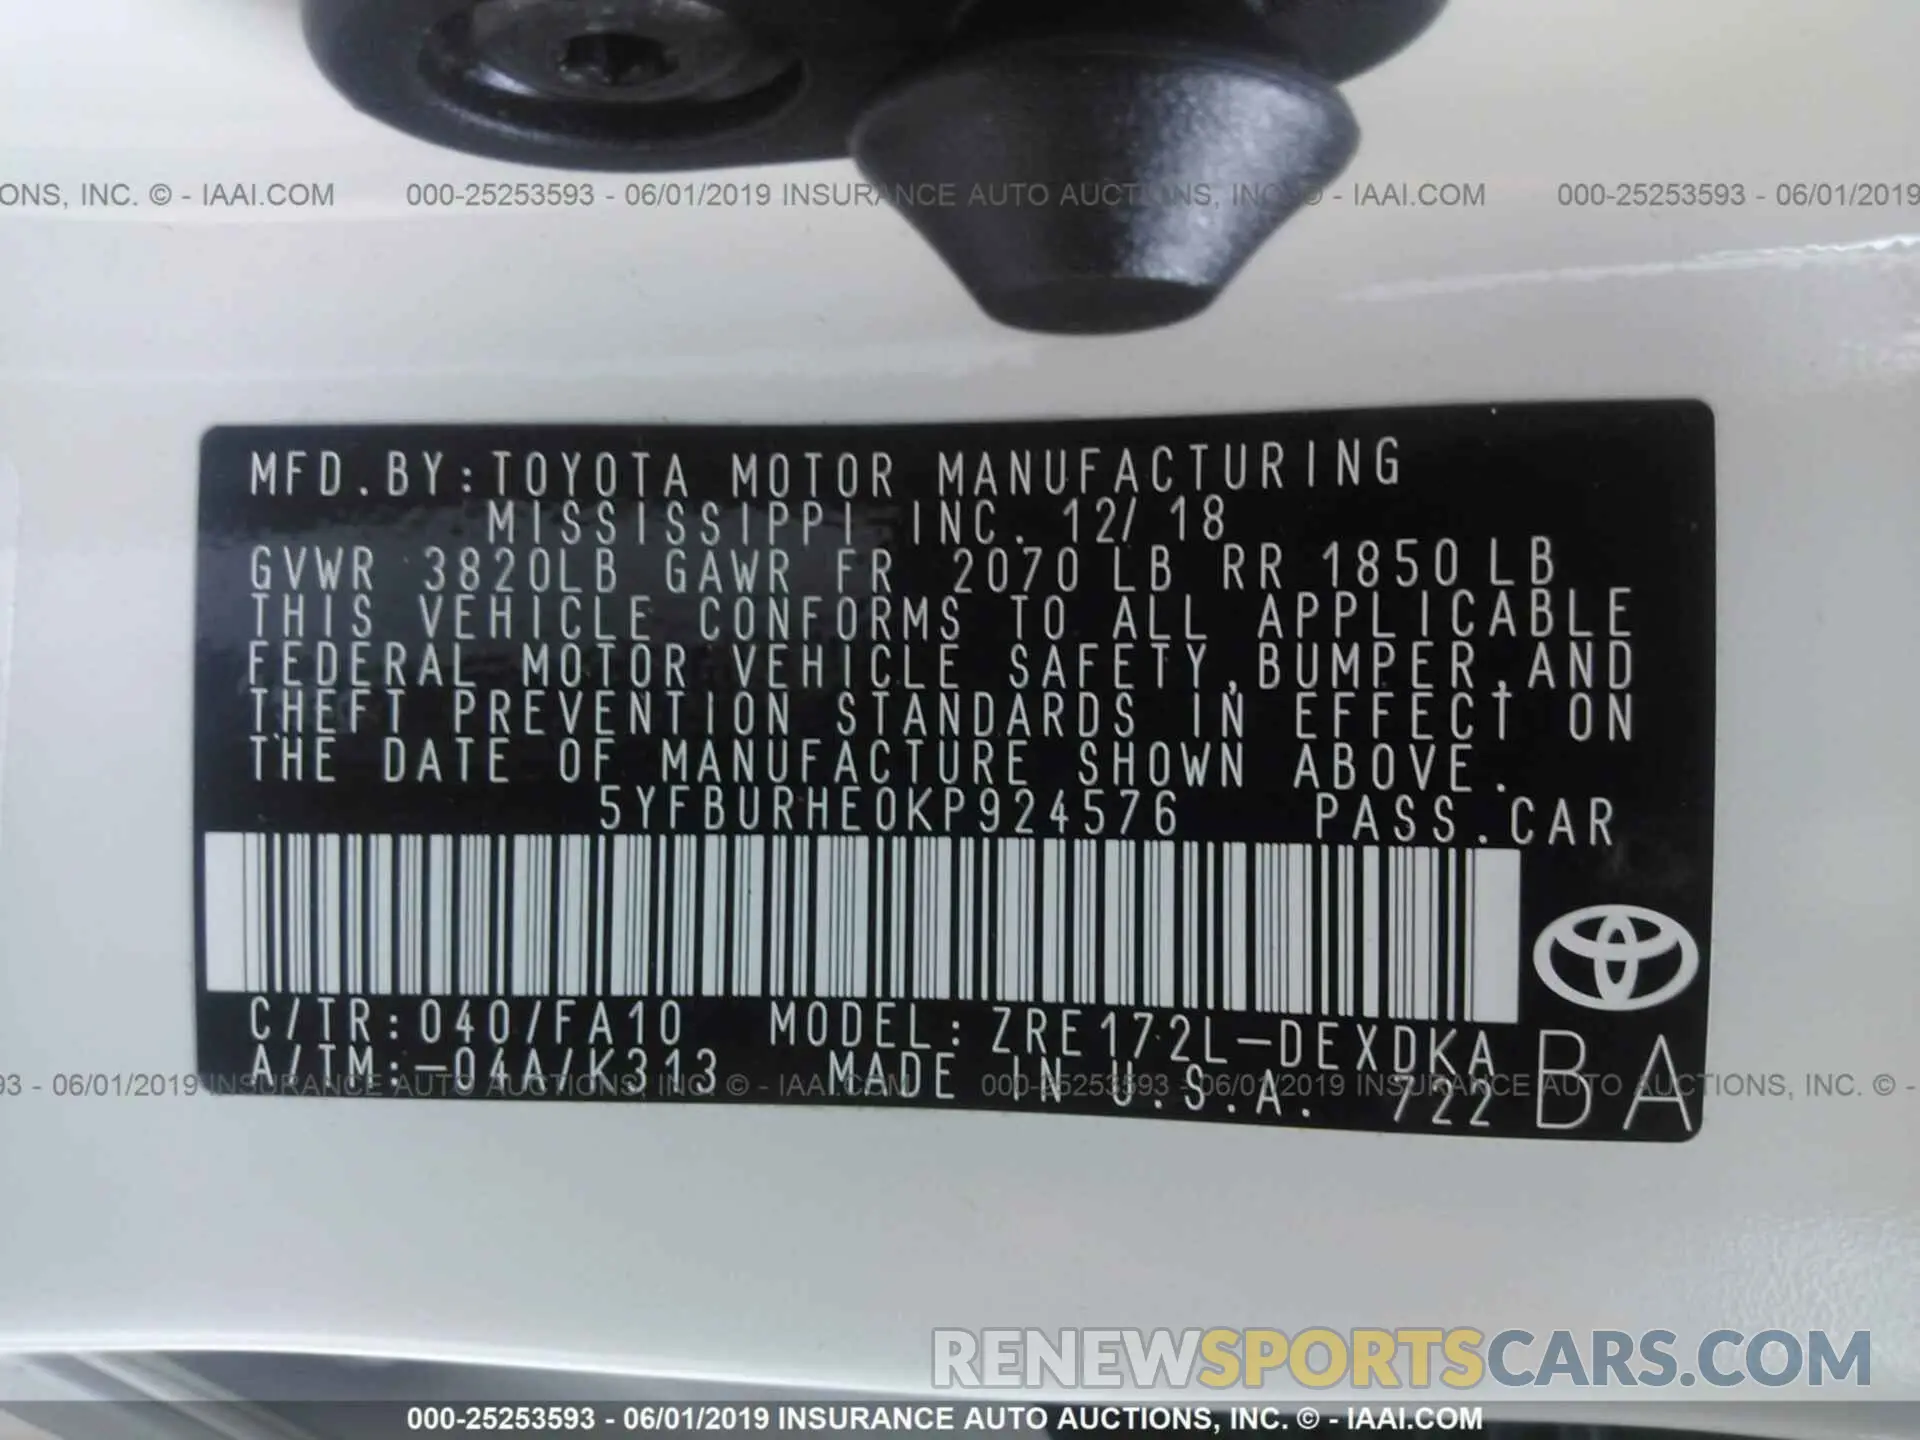 ONS, INC. © - IAAI.COM 000-25253593 - 06/01/2019 INSURANCE AUTO AUCTIONS, INC. © - IAAI.COM 000-25253593 - 06/01/2019
MFD.BY:TOYOTA MOTOR MANUFACTURING
MISSISSIPPI INC. 12/18
GVWR 3820LB GAWR FR 2070LB RR 1850LB
THIS VEHICLE CONFORMS TO ALL APPLICABLE
FEDERAL MOTOR VEHICLE SAFETY,BUMPER,AND
THEFT PREVENTION STANDARDS IN EFFECT ON
THE DATE OF MANUFACTURE SHOWN ABOVE.
5YFBURHE0KP924576 PASS.CAR
C/TR:040/FA10 MODEL:ZRE172L-DEXDKA
A/TM:-04A/K313 MADE IN U.S.A. 722 BA
93 - 06/01/2019 INSURANCE AUTO AUCTIONS, INC. © - IAAI.COM 000-25253593 - 06/01/2019 INSURANCE AUTO AUCTIONS, INC. © -
RENEWSPORTSCARS.COM
000-25253593 - 06/01/2019 INSURANCE AUTO AUCTIONS, INC. © - IAAI.COM